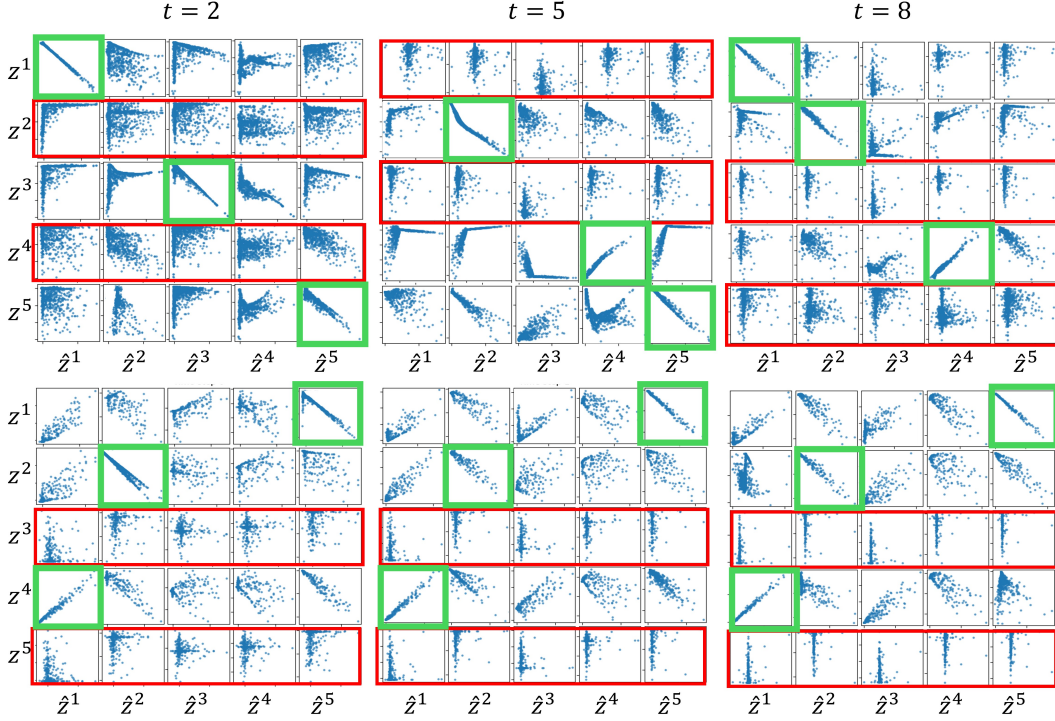 t = 2 t = 5 t = 8
z¹
z²
z³
z⁴
z⁵
ẑ¹ ẑ² ẑ³ ẑ⁴ ẑ⁵ ẑ¹ ẑ² ẑ³ ẑ⁴ ẑ⁵ ẑ¹ ẑ² ẑ³ ẑ⁴ ẑ⁵
z¹
z²
z³
z⁴
z⁵
ẑ¹ ẑ² ẑ³ ẑ⁴ ẑ⁵ ẑ¹ ẑ² ẑ³ ẑ⁴ ẑ⁵ ẑ¹ ẑ² ẑ³ ẑ⁴ ẑ⁵